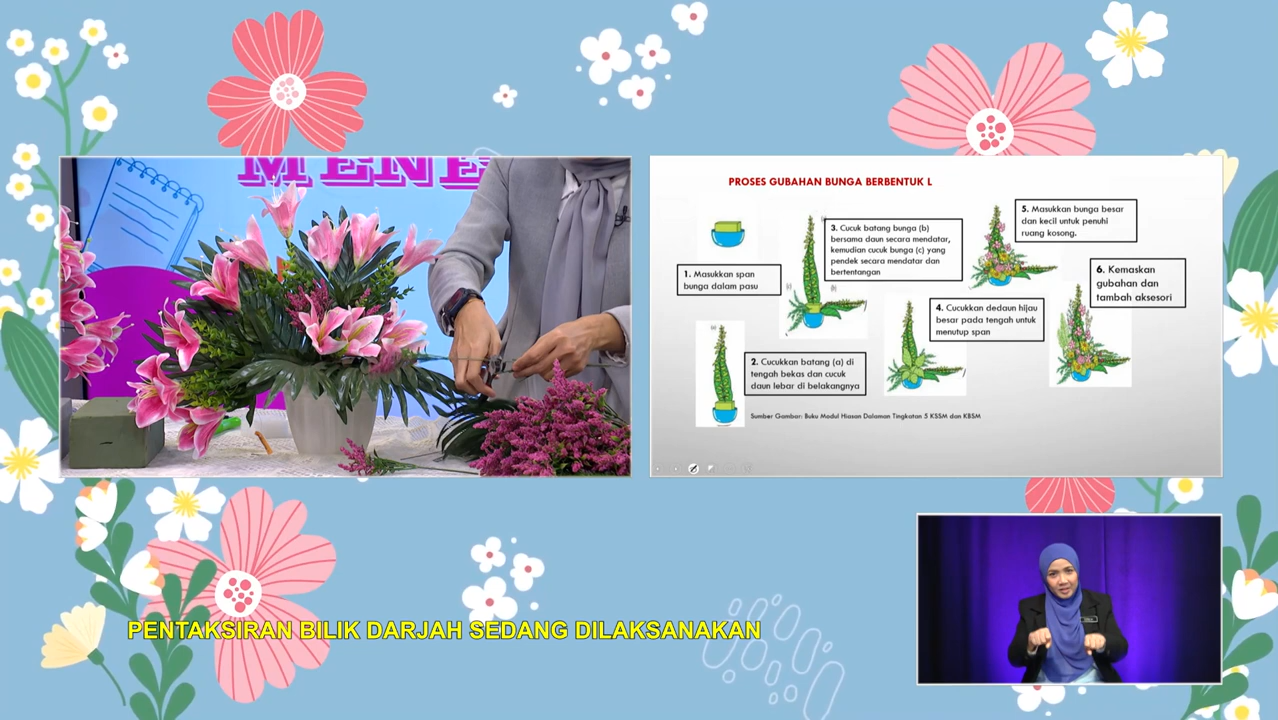 MENE
PROSES GUBAHAN BUNGA BERBENTUK L
1. Masukkan span
bunga dalam pasu
2. Cucukkan batang (a) di
tengah bekas dan cucuk
daun lebar di belakangnya
3. Cucuk batang bunga (b)
bersama daun secara mendatar,
kemudian cucuk bunga (c) yang
pendek secara mendatar dan
bertentangan
4. Cucukkan dedaun hijau
besar pada tengah untuk
menutup span
5. Masukkan bunga besar
dan kecil untuk penuhi
ruang kosong.
6. Kemaskan
gubahan dan
tambah aksesori
Sumber Gambar: Buku Modul Hiasan Dalaman Tingkatan 5 KSSM dan KBSM
PENTAKSIRAN BILIK DARJAH SEDANG DILAKSANAKAN